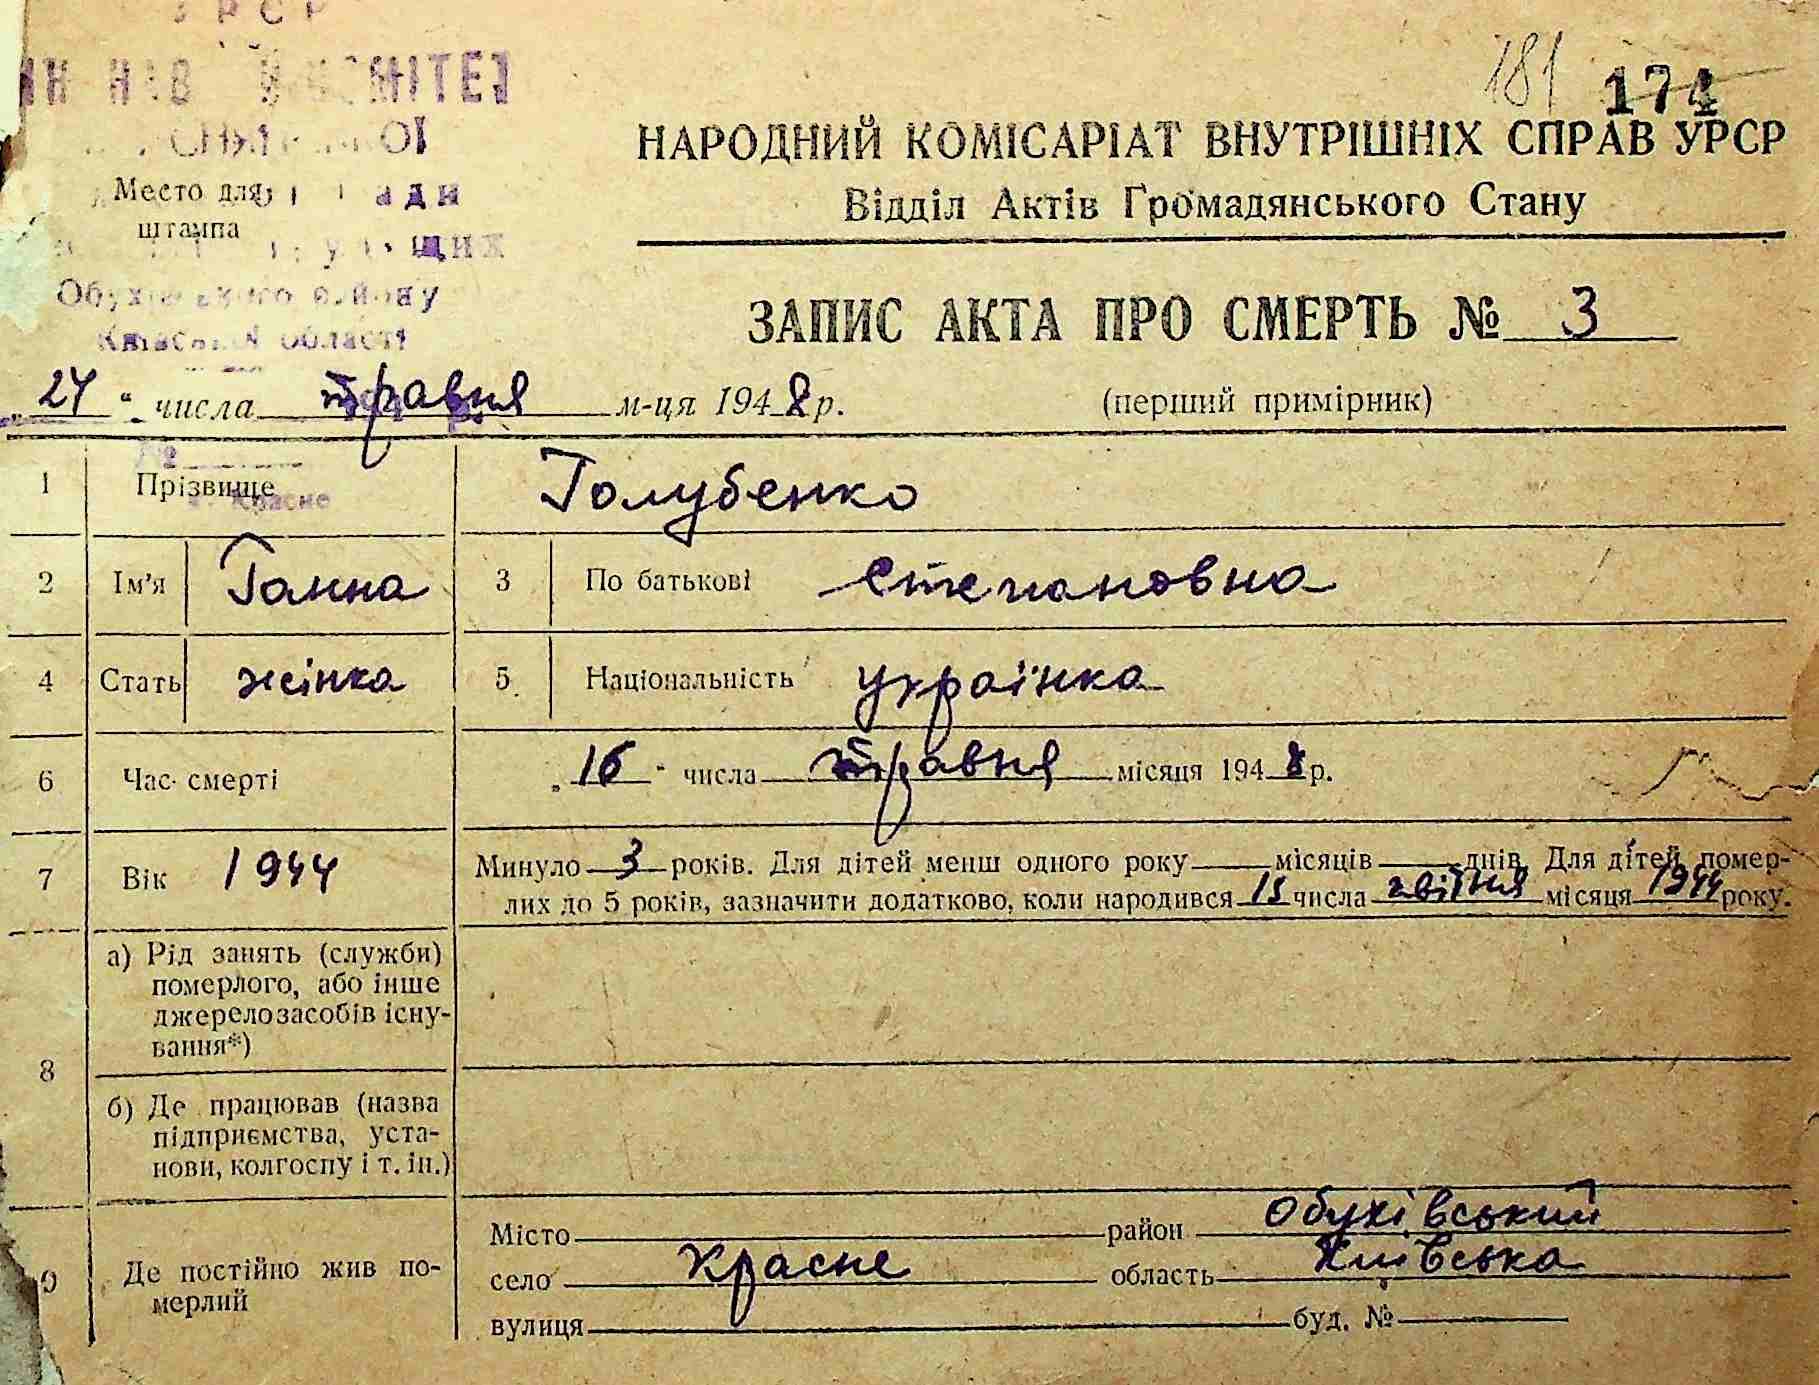 181 174
НАРОДНИЙ КОМІСАРІАТ ВНУТРІШНІХ СПРАВ УРСР
Відділ Актів Громадянського Стану
Место для
штампа
Обухівського району
Київської області
ЗАПИС АКТА ПРО СМЕРТЬ № 3
„24“ числа травня м-ця 1948 р. (перший примірник)
1 Прізвище Голубенко
с. Красне
2 Ім'я Ганна 3 По батькові Степановна
4 Стать жінка 5 Національність українка
6 Час смерті „16“ числа травня місяця 1948 р.
7 Вік 1944 Минуло 3 років. Для дітей менш одного року місяців днів. Для дітей помер-
лих до 5 років, зазначити додатково, коли народився 15 числа квітня місяця 1944 року.
8 а) Рід занять (служби)
померлого, або інше
джерело засобів існу-
вання*)
б) Де працював (назва
підприємства, уста-
нови, колгоспу і т. ін.)
9 Де постійно жив по-
мерлий
Місто район Обухівський
село Красне область Київська
вулиця буд. №